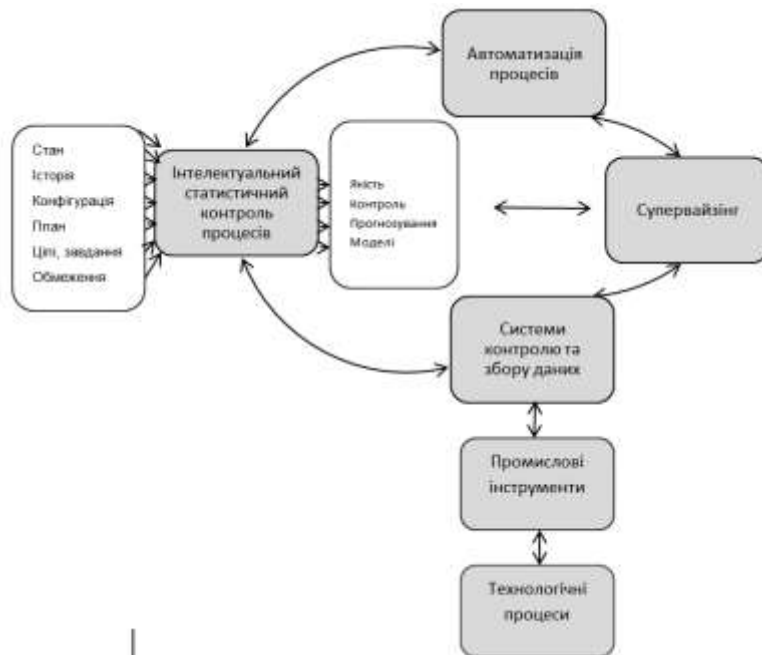 Автоматизація
процесів
Стан
Історія
Конфігурація
План
Цілі, завдання
Обмеження
Інтелектуальний
статистичний
контроль
процесів
Якість
Контроль
Прогнозування
Моделі
Супервайзінг
Системи
контролю та
збору даних
Промислові
інструменти
Технологічні
процеси